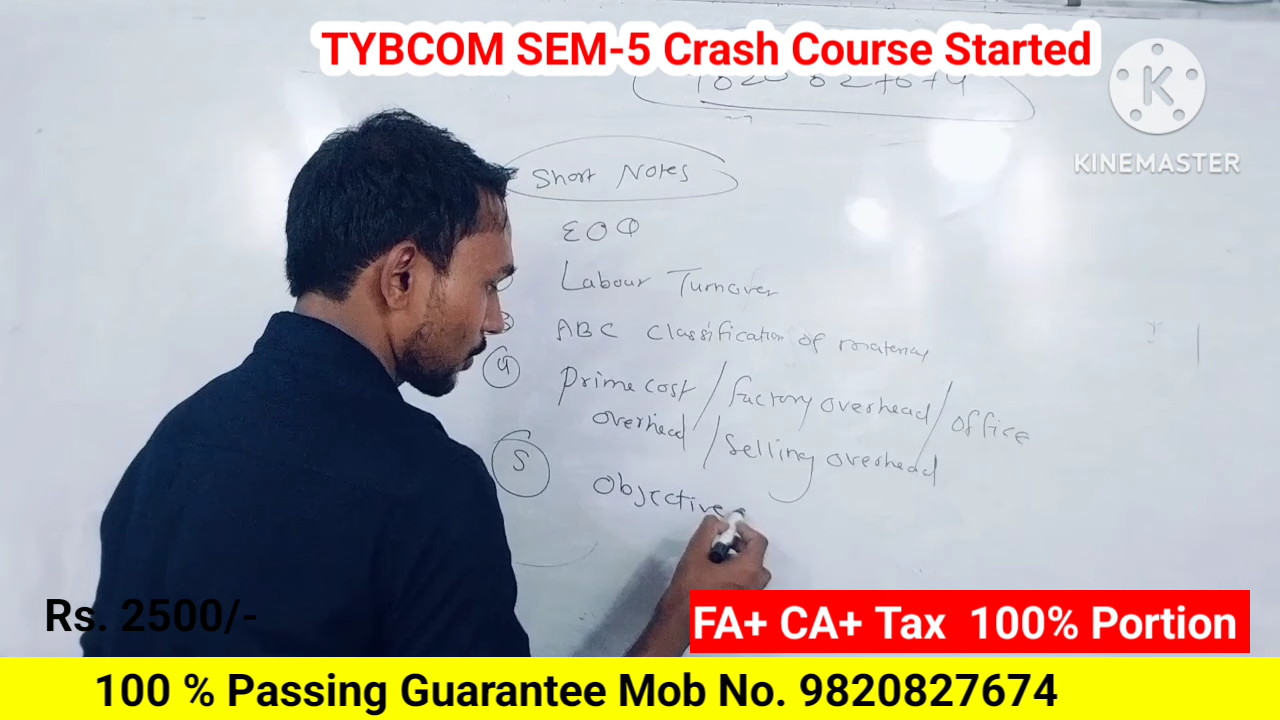 TYBCOM SEM-5 Crash Course Started
KINEMASTER
Short Notes
EOQ
Labour Turnover
3 ABC Classification of material
4 Prime cost / factory overhead / office
overhead / Selling overhead
5 Objective
Rs. 2500/-
FA+ CA+ Tax 100% Portion
100 % Passing Guarantee Mob No. 9820827674